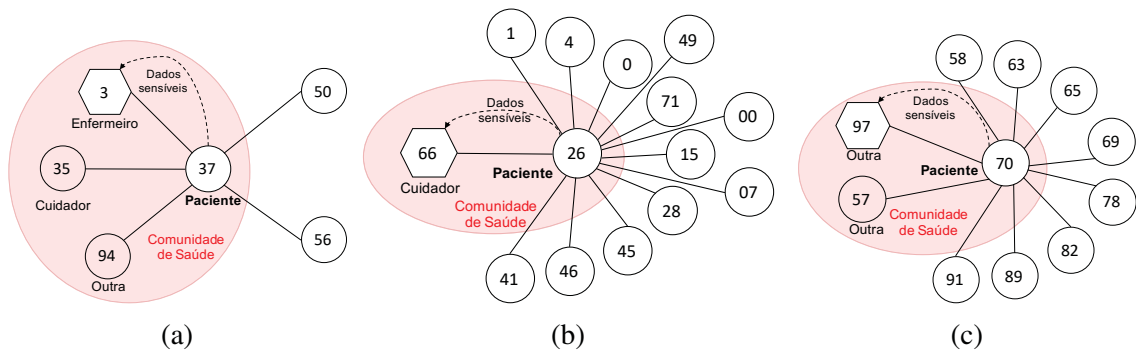 3
Dados
sensíveis
Enfermeiro
50
35
37
Cuidador
Paciente
94
Comunidade
de Saúde
56
Outra
(a)
1
4
49
0
71
Dados
sensíveis
00
66
26
15
Cuidador
Paciente
07
Comunidade
de Saúde
28
45
41
46
(b)
58
63
65
Dados
sensíveis
97
69
Outra
70
Paciente
57
78
Comunidade
de Saúde
Outra
82
91
89
(c)